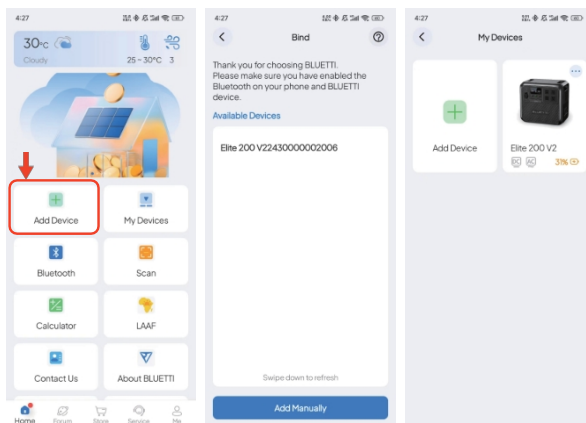 4:27
30°C
Cloudy
25 - 30°C 3
Add Device
My Devices
Bluetooth
Scan
Calculator
LAAF
Contact Us
About BLUETTI
Home
Forum
Store
Service
Me
4:27
Bind
Thank you for choosing BLUETTI.
Please make sure you have enabled the
Bluetooth on your phone and BLUETTI
device.
Available Devices
Elite 200 V22430000002006
Swipe down to refresh
Add Manually
4:27
My Devices
Add Device
Elite 200 V2
DC AC 31%